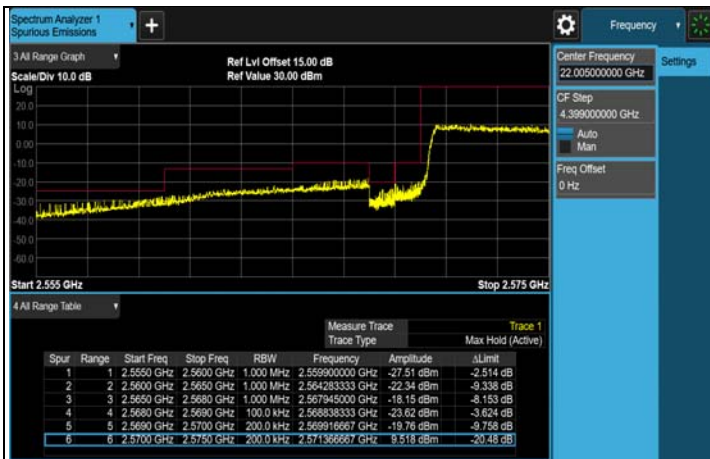 Spectrum Analyzer 1
Spurious Emissions
Frequency
3 All Range Graph
Ref Lvl Offset 15.00 dB
Scale/Div 10.0 dB
Ref Value 30.00 dBm
Log
20.0
10.0
0.00
-10.0
-20.0
-30.0
-40.0
-50.0
-60.0
Start 2.555 GHz
Stop 2.575 GHz
Center Frequency
22.005000000 GHz
Settings
CF Step
4.399000000 GHz
Auto
Man
Freq Offset
0 Hz
4 All Range Table
Measure Trace Trace 1
Trace Type Max Hold (Active)
Spur Range Start Freq Stop Freq RBW Frequency Amplitude ΔLimit
1 1 2.5550 GHz 2.5600 GHz 1.000 MHz 2.559900000 GHz -27.51 dBm -2.514 dB
2 2 2.5600 GHz 2.5650 GHz 1.000 MHz 2.564283333 GHz -22.34 dBm -9.338 dB
3 3 2.5650 GHz 2.5680 GHz 1.000 MHz 2.567945000 GHz -18.15 dBm -8.153 dB
4 4 2.5680 GHz 2.5690 GHz 100.0 kHz 2.568838333 GHz -23.62 dBm -3.624 dB
5 5 2.5690 GHz 2.5700 GHz 200.0 kHz 2.569916667 GHz -19.76 dBm -9.758 dB
6 6 2.5700 GHz 2.5750 GHz 200.0 kHz 2.571366667 GHz 9.518 dBm -20.48 dB